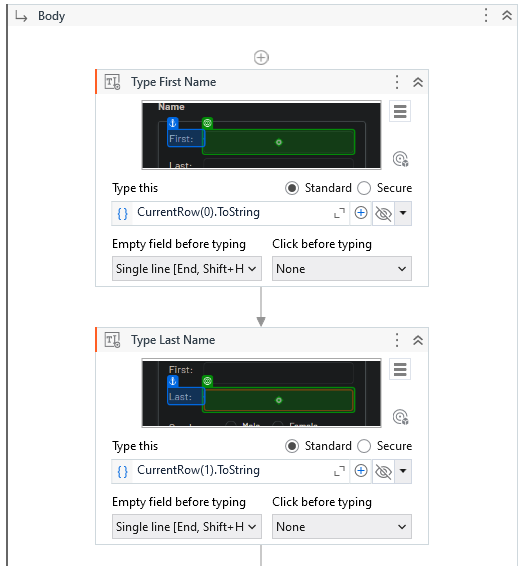 Body
Type First Name
Name
First:
Last:
Type this
Standard
Secure
CurrentRow(0).ToString
Empty field before typing
Click before typing
Single line [End, Shift+H
None
Type Last Name
First:
Last:
Male
Female
Type this
Standard
Secure
CurrentRow(1).ToString
Empty field before typing
Click before typing
Single line [End, Shift+H
None